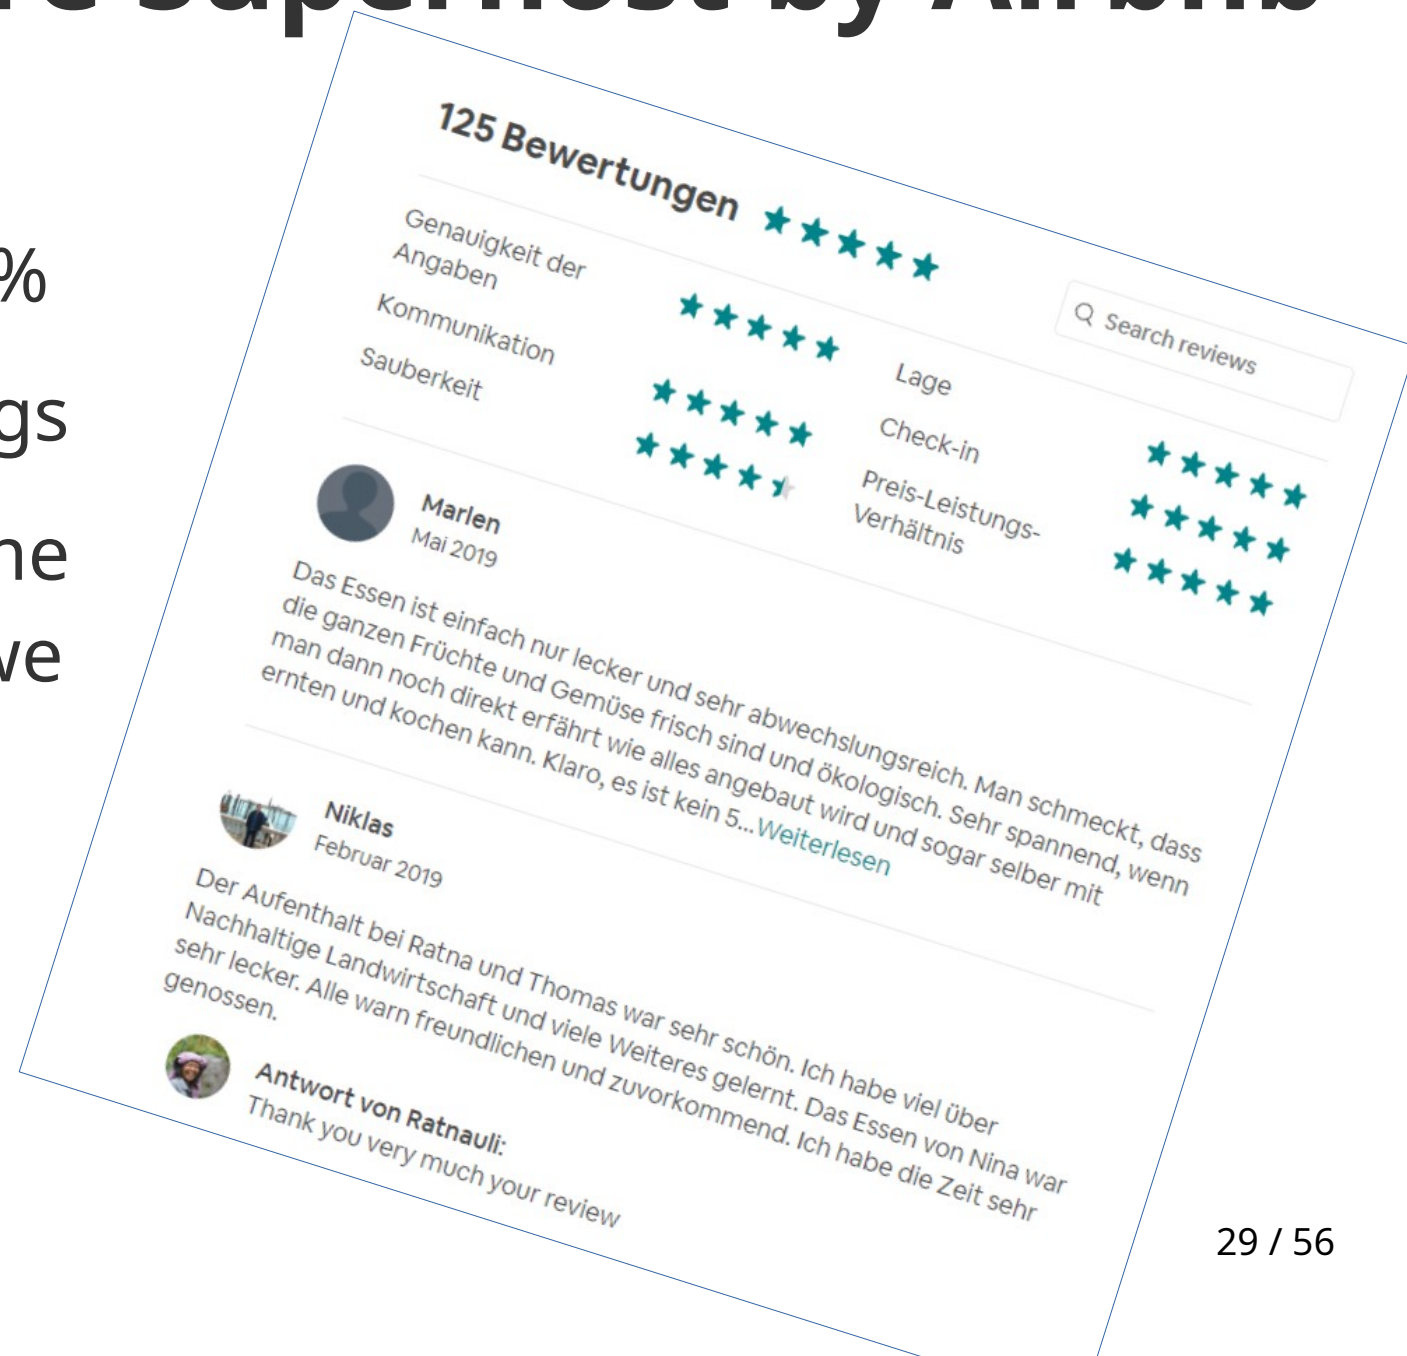 Superhost by Airbnb
%
gs
ne
we
125 Bewertungen
Search reviews
Genauigkeit der
Angaben
Kommunikation
Sauberkeit
Lage
Check-in
Preis-Leistungs-
Verhältnis
Marlen
Mai 2019
Das Essen ist einfach nur lecker und sehr abwechslungsreich. Man schmeckt, dass
die ganzen Früchte und Gemüse frisch sind und ökologisch. Sehr spannend, wenn
man dann noch direkt erfährt wie alles angebaut wird und sogar selber mit
ernten und kochen kann. Klaro, es ist kein 5...Weiterlesen
Niklas
Februar 2019
Der Aufenthalt bei Ratna und Thomas war sehr schön. Ich habe viel über
Nachhaltige Landwirtschaft und viele Weiteres gelernt. Das Essen von Nina war
sehr lecker. Alle warn freundlichen und zuvorkommend. Ich habe die Zeit sehr
genossen.
Antwort von Ratnauli:
Thank you very much your review
29 / 56